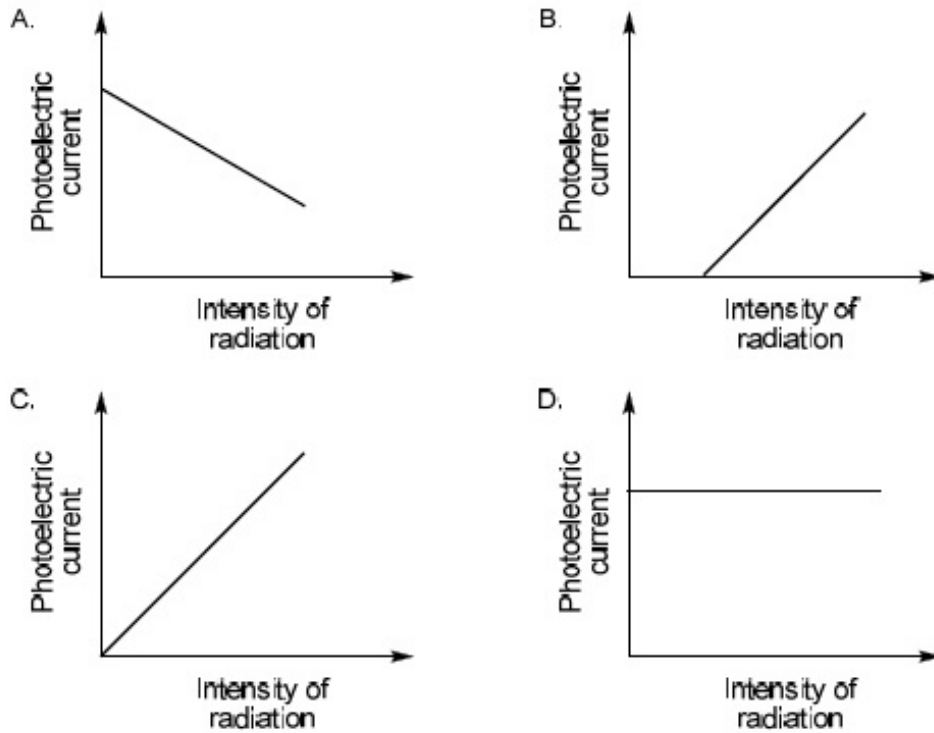 A.
Photoelectric
current
Intensity of
radiation
B.
Photoelectric
current
Intensity of
radiation
C.
Photoelectric
current
Intensity of
radiation
D.
Photoelectric
current
Intensity of
radiation